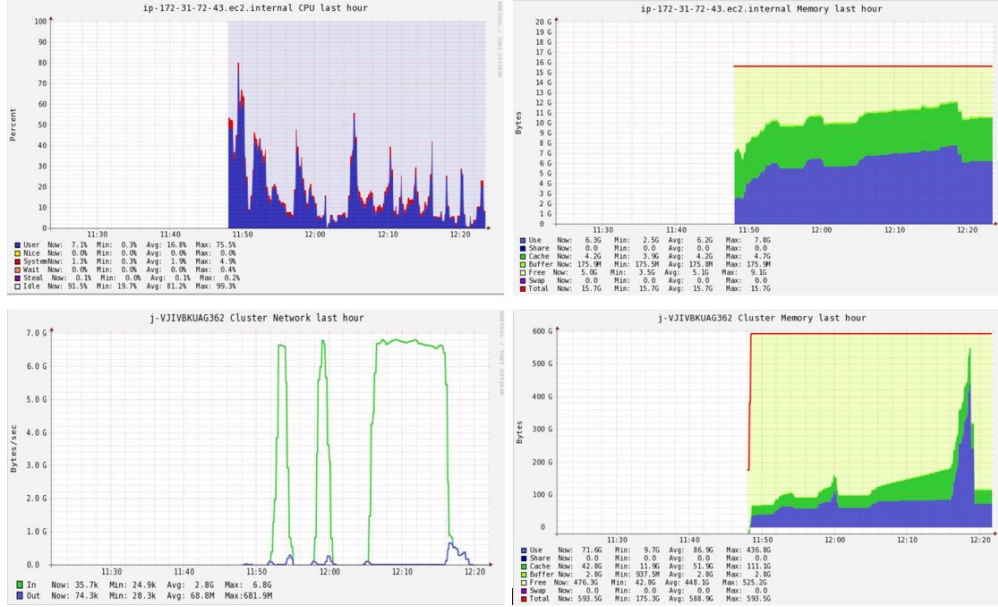 ip-172-31-72-43.ec2.internal CPU last hour
100
90
80
70
60
50
40
30
20
10
0
Percent
11:30 11:40 11:50 12:00 12:10 12:20
User Now: 7.1% Min: 0.3% Avg: 16.8% Max: 75.5%
Nice Now: 0.0% Min: 0.0% Avg: 0.0% Max: 0.0%
System Now: 1.3% Min: 0.3% Avg: 1.9% Max: 4.9%
Wait Now: 0.0% Min: 0.0% Avg: 0.0% Max: 0.4%
Steal Now: 0.1% Min: 0.0% Avg: 0.1% Max: 0.2%
Idle Now: 91.5% Min: 19.7% Avg: 81.2% Max: 99.3%
ip-172-31-72-43.ec2.internal Memory last hour
20 G
19 G
18 G
17 G
16 G
15 G
14 G
13 G
12 G
11 G
10 G
9 G
8 G
7 G
6 G
5 G
4 G
3 G
2 G
1 G
0
Bytes
11:30 11:40 11:50 12:00 12:10 12:20
Use Now: 6.3G Min: 2.5G Avg: 6.2G Max: 7.8G
Share Now: 0.0 Min: 0.0 Avg: 0.0 Max: 0.0
Cache Now: 4.2G Min: 3.9G Avg: 4.2G Max: 4.7G
Buffer Now: 175.9M Min: 175.5M Avg: 175.8M Max: 175.9M
Free Now: 5.0G Min: 3.5G Avg: 5.1G Max: 9.1G
Swap Now: 0.0 Min: 0.0 Avg: 0.0 Max: 0.0
Total Now: 15.7G Min: 15.7G Avg: 15.7G Max: 15.7G
j-VJIVBKUAG362 Cluster Network last hour
7.0 G
6.0 G
5.0 G
4.0 G
3.0 G
2.0 G
1.0 G
0.0
Bytes/sec
11:30 11:40 11:50 12:00 12:10 12:20
In Now: 35.7k Min: 24.9k Avg: 2.8G Max: 6.8G
Out Now: 74.3k Min: 28.3k Avg: 68.8M Max:681.9M
j-VJIVBKUAG362 Cluster Memory last hour
600 G
500 G
400 G
300 G
200 G
100 G
0
Bytes
11:30 11:40 11:50 12:00 12:10 12:20
Use Now: 71.6G Min: 9.7G Avg: 86.9G Max: 436.8G
Share Now: 0.0 Min: 0.0 Avg: 0.0 Max: 0.0
Cache Now: 42.8G Min: 11.9G Avg: 51.9G Max: 111.1G
Buffer Now: 2.8G Min: 937.5M Avg: 2.8G Max: 2.8G
Free Now: 476.3G Min: 42.8G Avg: 448.1G Max: 525.2G
Swap Now: 0.0 Min: 0.0 Avg: 0.0 Max: 0.0
Total Now: 593.5G Min: 175.3G Avg: 588.9G Max: 593.5G